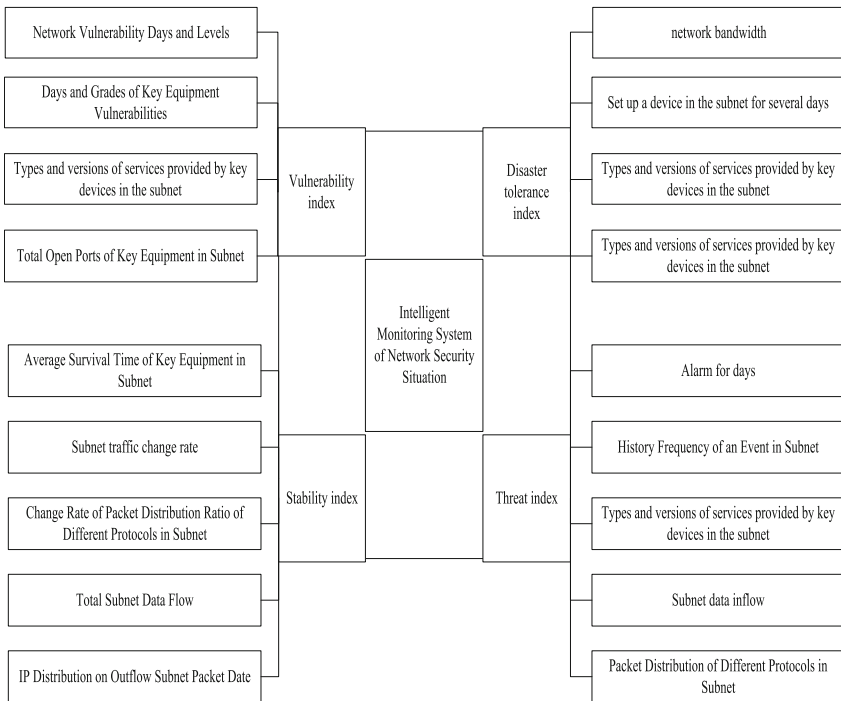 Network Vulnerability Days and Levels
Days and Grades of Key Equipment
Vulnerabilities
Types and versions of services provided by key
devices in the subnet
Total Open Ports of Key Equipment in Subnet
Average Survival Time of Key Equipment in
Subnet
Subnet traffic change rate
Change Rate of Packet Distribution Ratio of
Different Protocols in Subnet
Total Subnet Data Flow
IP Distribution on Outflow Subnet Packet Date
Vulnerability
index
Stability index
Intelligent
Monitoring System
of Network Security
Situation
Disaster
tolerance
index
Threat index
network bandwidth
Set up a device in the subnet for several days
Types and versions of services provided by key
devices in the subnet
Types and versions of services provided by key
devices in the subnet
Alarm for days
History Frequency of an Event in Subnet
Types and versions of services provided by key
devices in the subnet
Subnet data inflow
Packet Distribution of Different Protocols in
Subnet